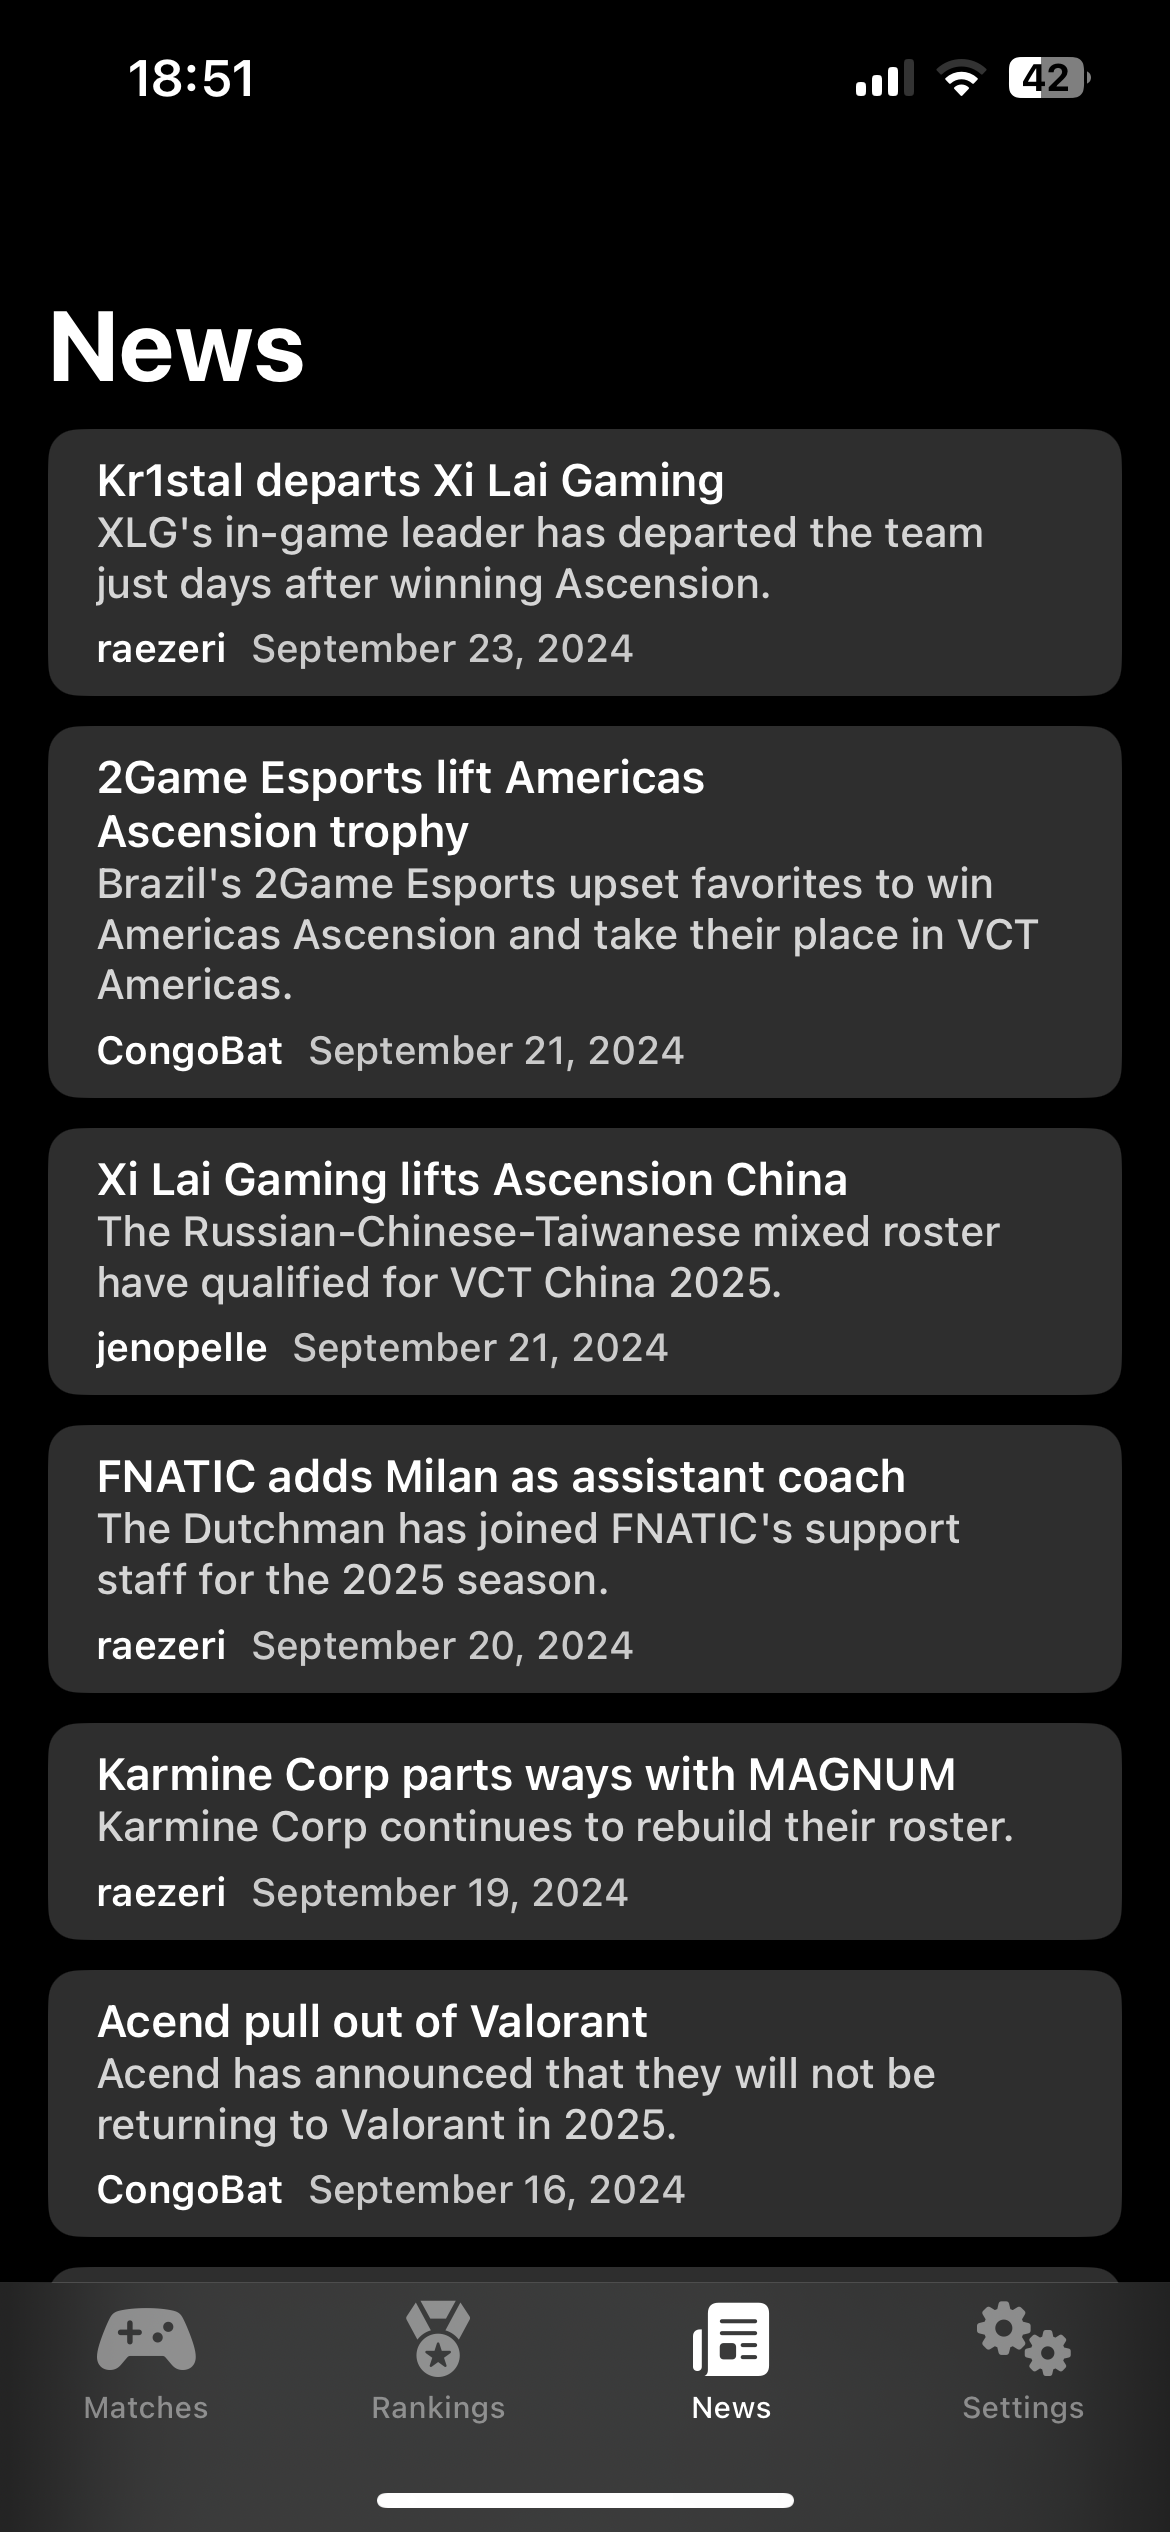 18:51
42
News
Kr1stal departs Xi Lai Gaming
XLG's in-game leader has departed the team
just days after winning Ascension.
raezeri September 23, 2024
2Game Esports lift Americas
Ascension trophy
Brazil's 2Game Esports upset favorites to win
Americas Ascension and take their place in VCT
Americas.
CongoBat September 21, 2024
Xi Lai Gaming lifts Ascension China
The Russian-Chinese-Taiwanese mixed roster
have qualified for VCT China 2025.
jenopelle September 21, 2024
FNATIC adds Milan as assistant coach
The Dutchman has joined FNATIC's support
staff for the 2025 season.
raezeri September 20, 2024
Karmine Corp parts ways with MAGNUM
Karmine Corp continues to rebuild their roster.
raezeri September 19, 2024
Acend pull out of Valorant
Acend has announced that they will not be
returning to Valorant in 2025.
CongoBat September 16, 2024
Matches Rankings News Settings